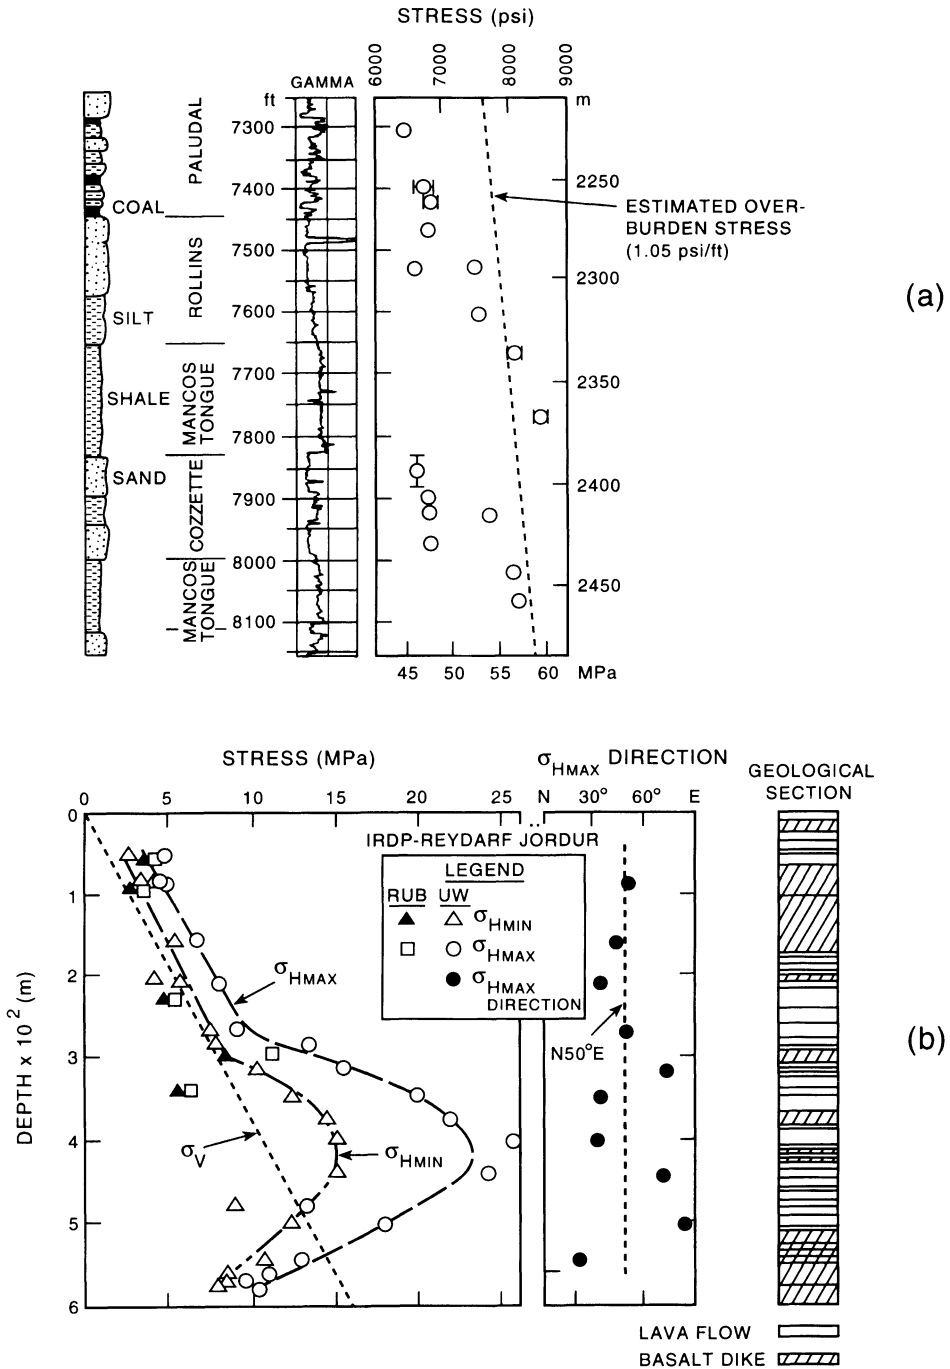 STRESS (psi)
6000 7000 8000 9000
GAMMA
ft
m
7300
7400
7500
7600
7700
7800
7900
8000
8100
PALUDAL
ROLLINS
MANCOS TONGUE
COZZETTE
MANCOS TONGUE
COAL
SILT
SHALE
SAND
2250
2300
2350
2400
2450
ESTIMATED OVER-
BURDEN STRESS
(1.05 psi/ft)
(a)
45 50 55 60 MPa
STRESS (MPa)
0 5 10 15 20 25
σHMAX DIRECTION
N 30° 60° E
GEOLOGICAL
SECTION
IRDP-REYDARF JORDUR
LEGEND
RUB UW
σHMIN
σHMAX
σHMAX
DIRECTION
DEPTH x 10² (m)
0
1
2
3
4
5
6
σHMAX
σV
σHMIN
N50°E
(b)
LAVA FLOW
BASALT DIKE